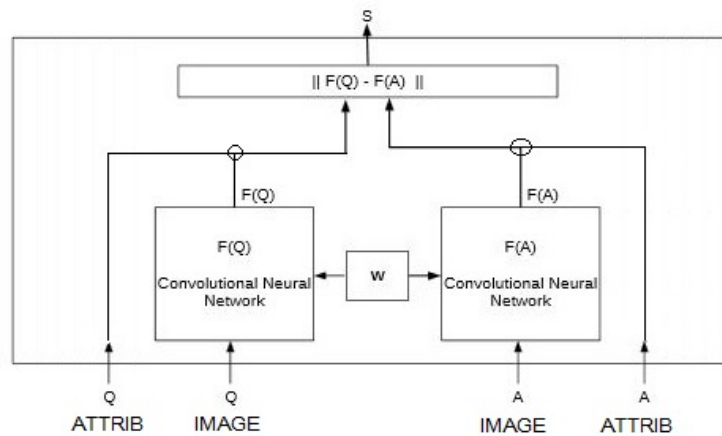 S
|| F(Q) - F(A) ||
F(Q)
F(A)
F(Q)
Convolutional Neural
Network
W
F(A)
Convolutional Neural
Network
Q
Q
A
A
ATTRIB
IMAGE
IMAGE
ATTRIB